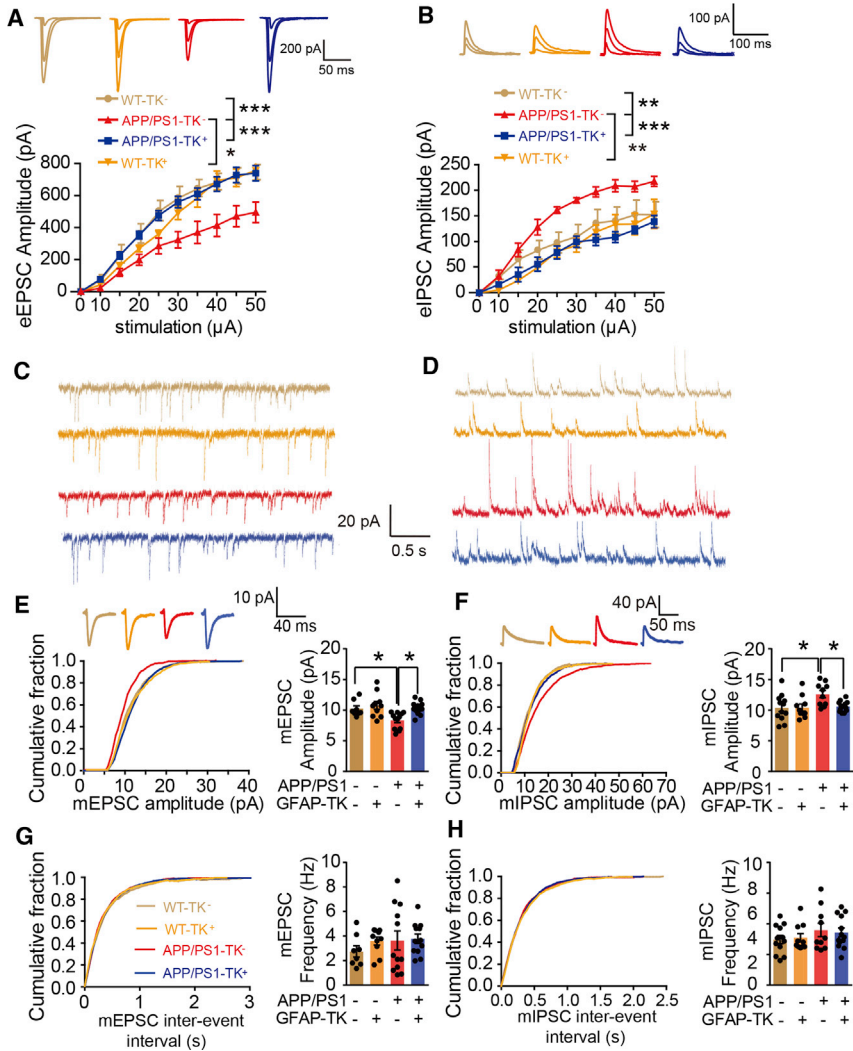 A
200 pA
50 ms
WT-TK-
APP/PS1-TK-
APP/PS1-TK+
WT-TK+
***
***
*
eEPSC Amplitude (pA)
800
600
400
200
0
0 10 20 30 40 50
stimulation (µA)
B
100 pA
100 ms
WT-TK-
APP/PS1-TK-
APP/PS1-TK+
WT-TK+
**
***
**
eIPSC Amplitude (pA)
250
200
150
100
50
0
0 10 20 30 40 50
stimulation (µA)
C
20 pA
0.5 s
D
E
10 pA
40 ms
Cumulative fraction
1.0
0.8
0.6
0.4
0.2
0.0
0 10 20 30 40
mEPSC amplitude (pA)
mEPSC
Amplitude (pA)
20
15
10
5
0
* *
APP/PS1 - - + +
GFAP-TK - + - +
F
40 pA
50 ms
Cumulative fraction
1.0
0.8
0.6
0.4
0.2
0.0
0 10 20 30 40 50 60 70
mIPSC amplitude (pA)
mIPSC
Amplitude (pA)
20
15
10
5
0
* *
APP/PS1 - - + +
GFAP-TK - + - +
G
Cumulative fraction
1.0
0.8
0.6
0.4
0.2
0.0
WT-TK-
WT-TK+
APP/PS1-TK-
APP/PS1-TK+
0 1 2 3
mEPSC inter-event
interval (s)
mEPSC
Frequency (Hz)
10
8
6
4
2
0
APP/PS1 - - + +
GFAP-TK - + - +
H
Cumulative fraction
1.0
0.8
0.6
0.4
0.2
0.0
0.0 0.5 1.0 1.5 2.0 2.5
mIPSC inter-event
interval (s)
mIPSC
Frequency (Hz)
10
8
6
4
2
0
APP/PS1 - - + +
GFAP-TK - + - +